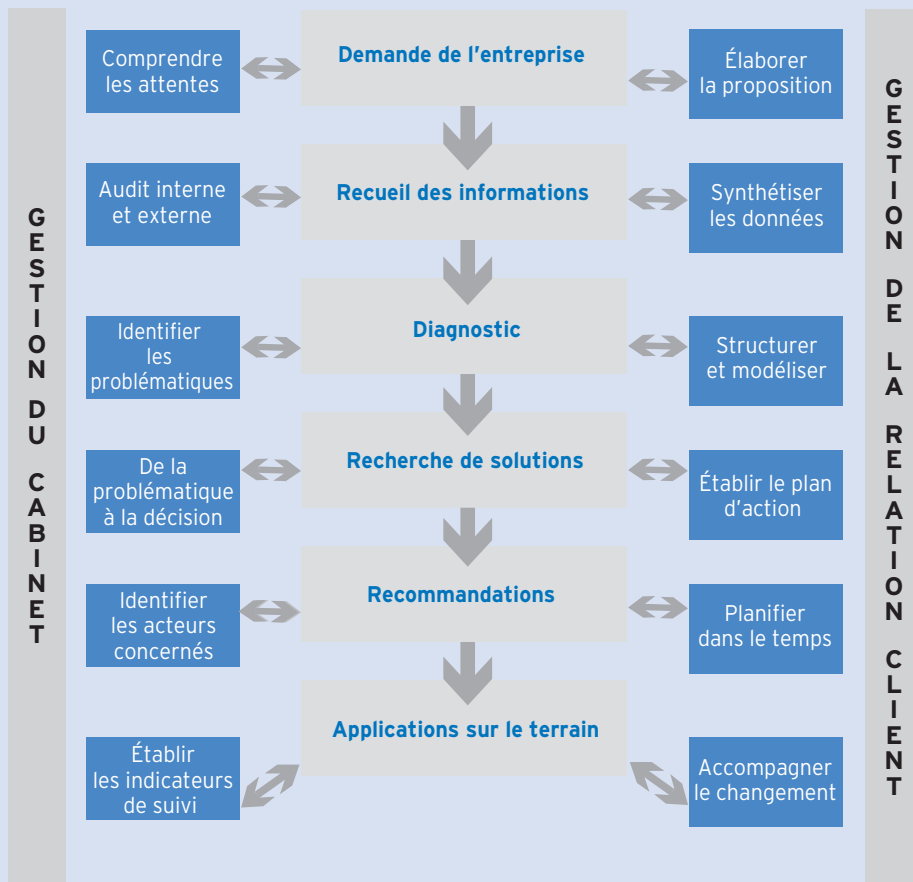 GESTION DU CABINET
Comprendre
les attentes
Demande de l'entreprise
Élaborer
la proposition
Audit interne
et externe
Recueil des informations
Synthétiser
les données
Identifier
les
problématiques
Diagnostic
Structurer
et modéliser
De la
problématique
à la décision
Recherche de solutions
Établir le plan
d'action
Identifier
les acteurs
concernés
Recommandations
Planifier
dans le temps
Établir
les indicateurs
de suivi
Applications sur le terrain
Accompagner
le changement
GESTION DE LA RELATION CLIENT